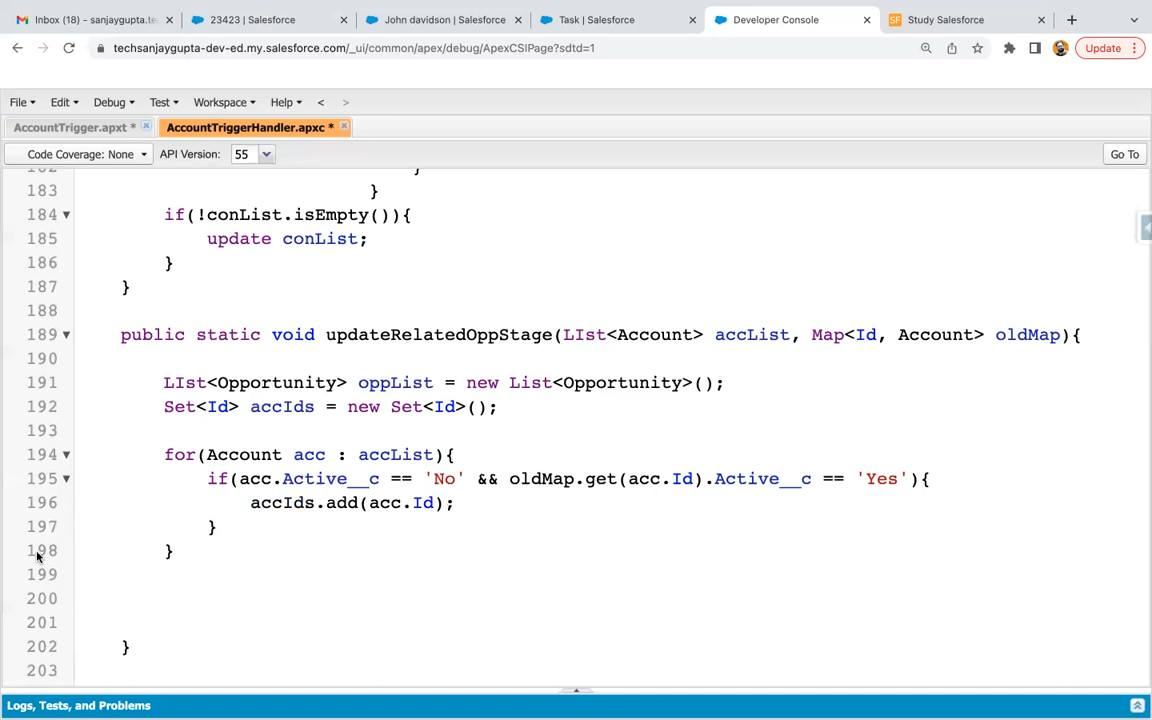 Inbox (18) - sanjaygupta.te
23423 | Salesforce
John davidson | Salesforce
Task | Salesforce
Developer Console
Study Salesforce
techsanjaygupta-dev-ed.my.salesforce.com/_ui/common/apex/debug/ApexCSIPage?sdtd=1
Update
File Edit Debug Test Workspace Help < >
AccountTrigger.apxt * AccountTriggerHandler.apxc *
Code Coverage: None API Version: 55 Go To
182 }
183 }
184 if(!conList.isEmpty()){
185 update conList;
186 }
187 }
188
189 public static void updateRelatedOppStage(LIst<Account> accList, Map<Id, Account> oldMap){
190
191 LIst<Opportunity> oppList = new List<Opportunity>();
192 Set<Id> accIds = new Set<Id>();
193
194 for(Account acc : accList){
195 if(acc.Active__c == 'No' && oldMap.get(acc.Id).Active__c == 'Yes'){
196 accIds.add(acc.Id);
197 }
198 }
199
200
201
202 }
203
Logs, Tests, and Problems